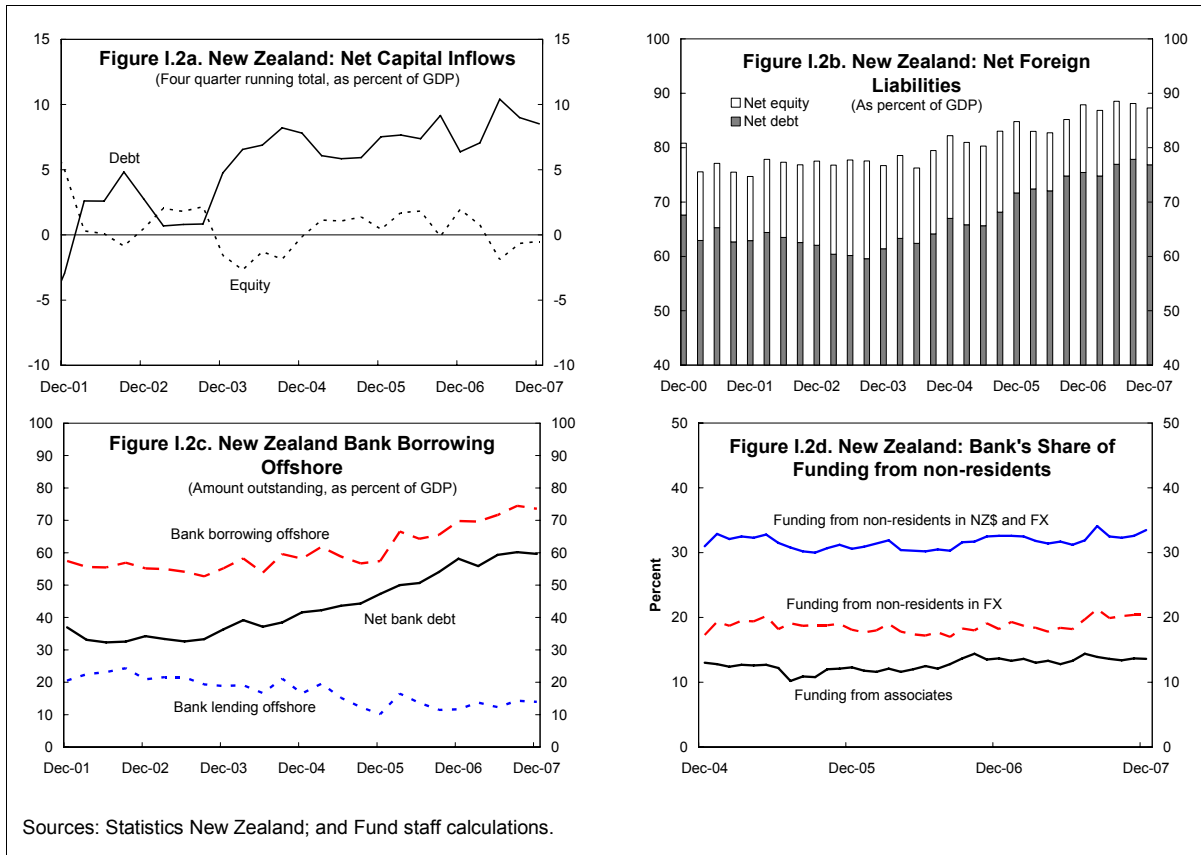 Figure I.2a. New Zealand: Net Capital Inflows
(Four quarter running total, as percent of GDP)
15 15
10 10
5 5
0 0
-5 -5
-10 -10
Debt
Equity
Dec-01 Dec-02 Dec-03 Dec-04 Dec-05 Dec-06 Dec-07
Figure I.2b. New Zealand: Net Foreign
Liabilities
(As percent of GDP)
Net equity
Net debt
100 100
90 90
80 80
70 70
60 60
50 50
40 40
Dec-00 Dec-01 Dec-02 Dec-03 Dec-04 Dec-05 Dec-06 Dec-07
Figure I.2c. New Zealand Bank Borrowing
Offshore
(Amount outstanding, as percent of GDP)
100 100
90 90
80 80
70 70
60 60
50 50
40 40
30 30
20 20
10 10
0 0
Bank borrowing offshore
Net bank debt
Bank lending offshore
Dec-01 Dec-02 Dec-03 Dec-04 Dec-05 Dec-06 Dec-07
Figure I.2d. New Zealand: Bank's Share of
Funding from non-residents
50 50
40 40
30 30
20 20
10 10
0 0
Percent
Funding from non-residents in NZ$ and FX
Funding from non-residents in FX
Funding from associates
Dec-04 Dec-05 Dec-06 Dec-07
Sources: Statistics New Zealand; and Fund staff calculations.